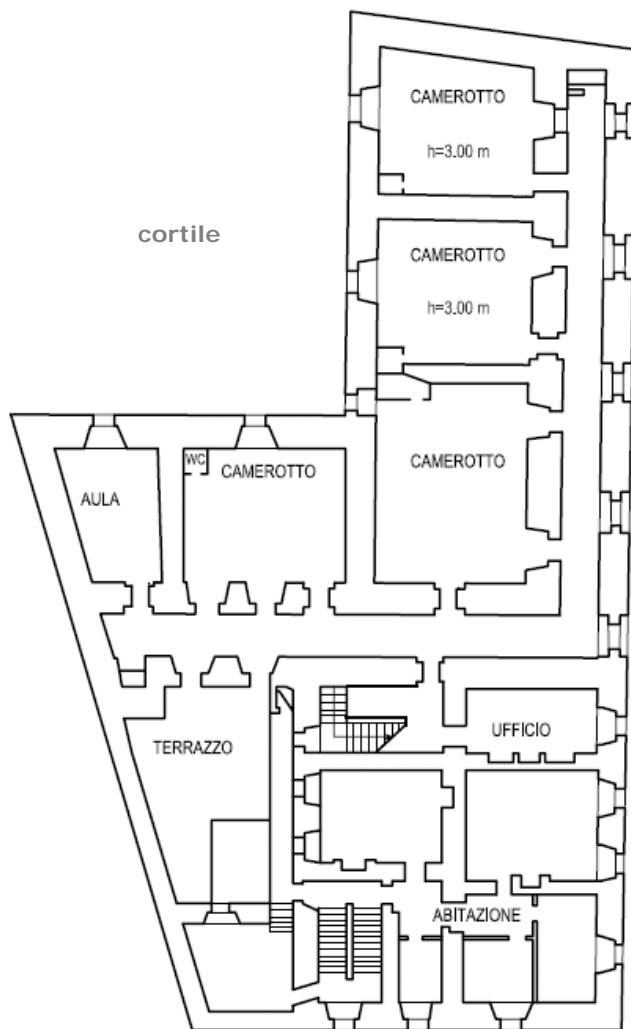 CAMEROTTO
h=3.00 m
cortile
CAMEROTTO
h=3.00 m
WC
CAMEROTTO
CAMEROTTO
AULA
UFFICIO
TERRAZZO
ABITAZIONE